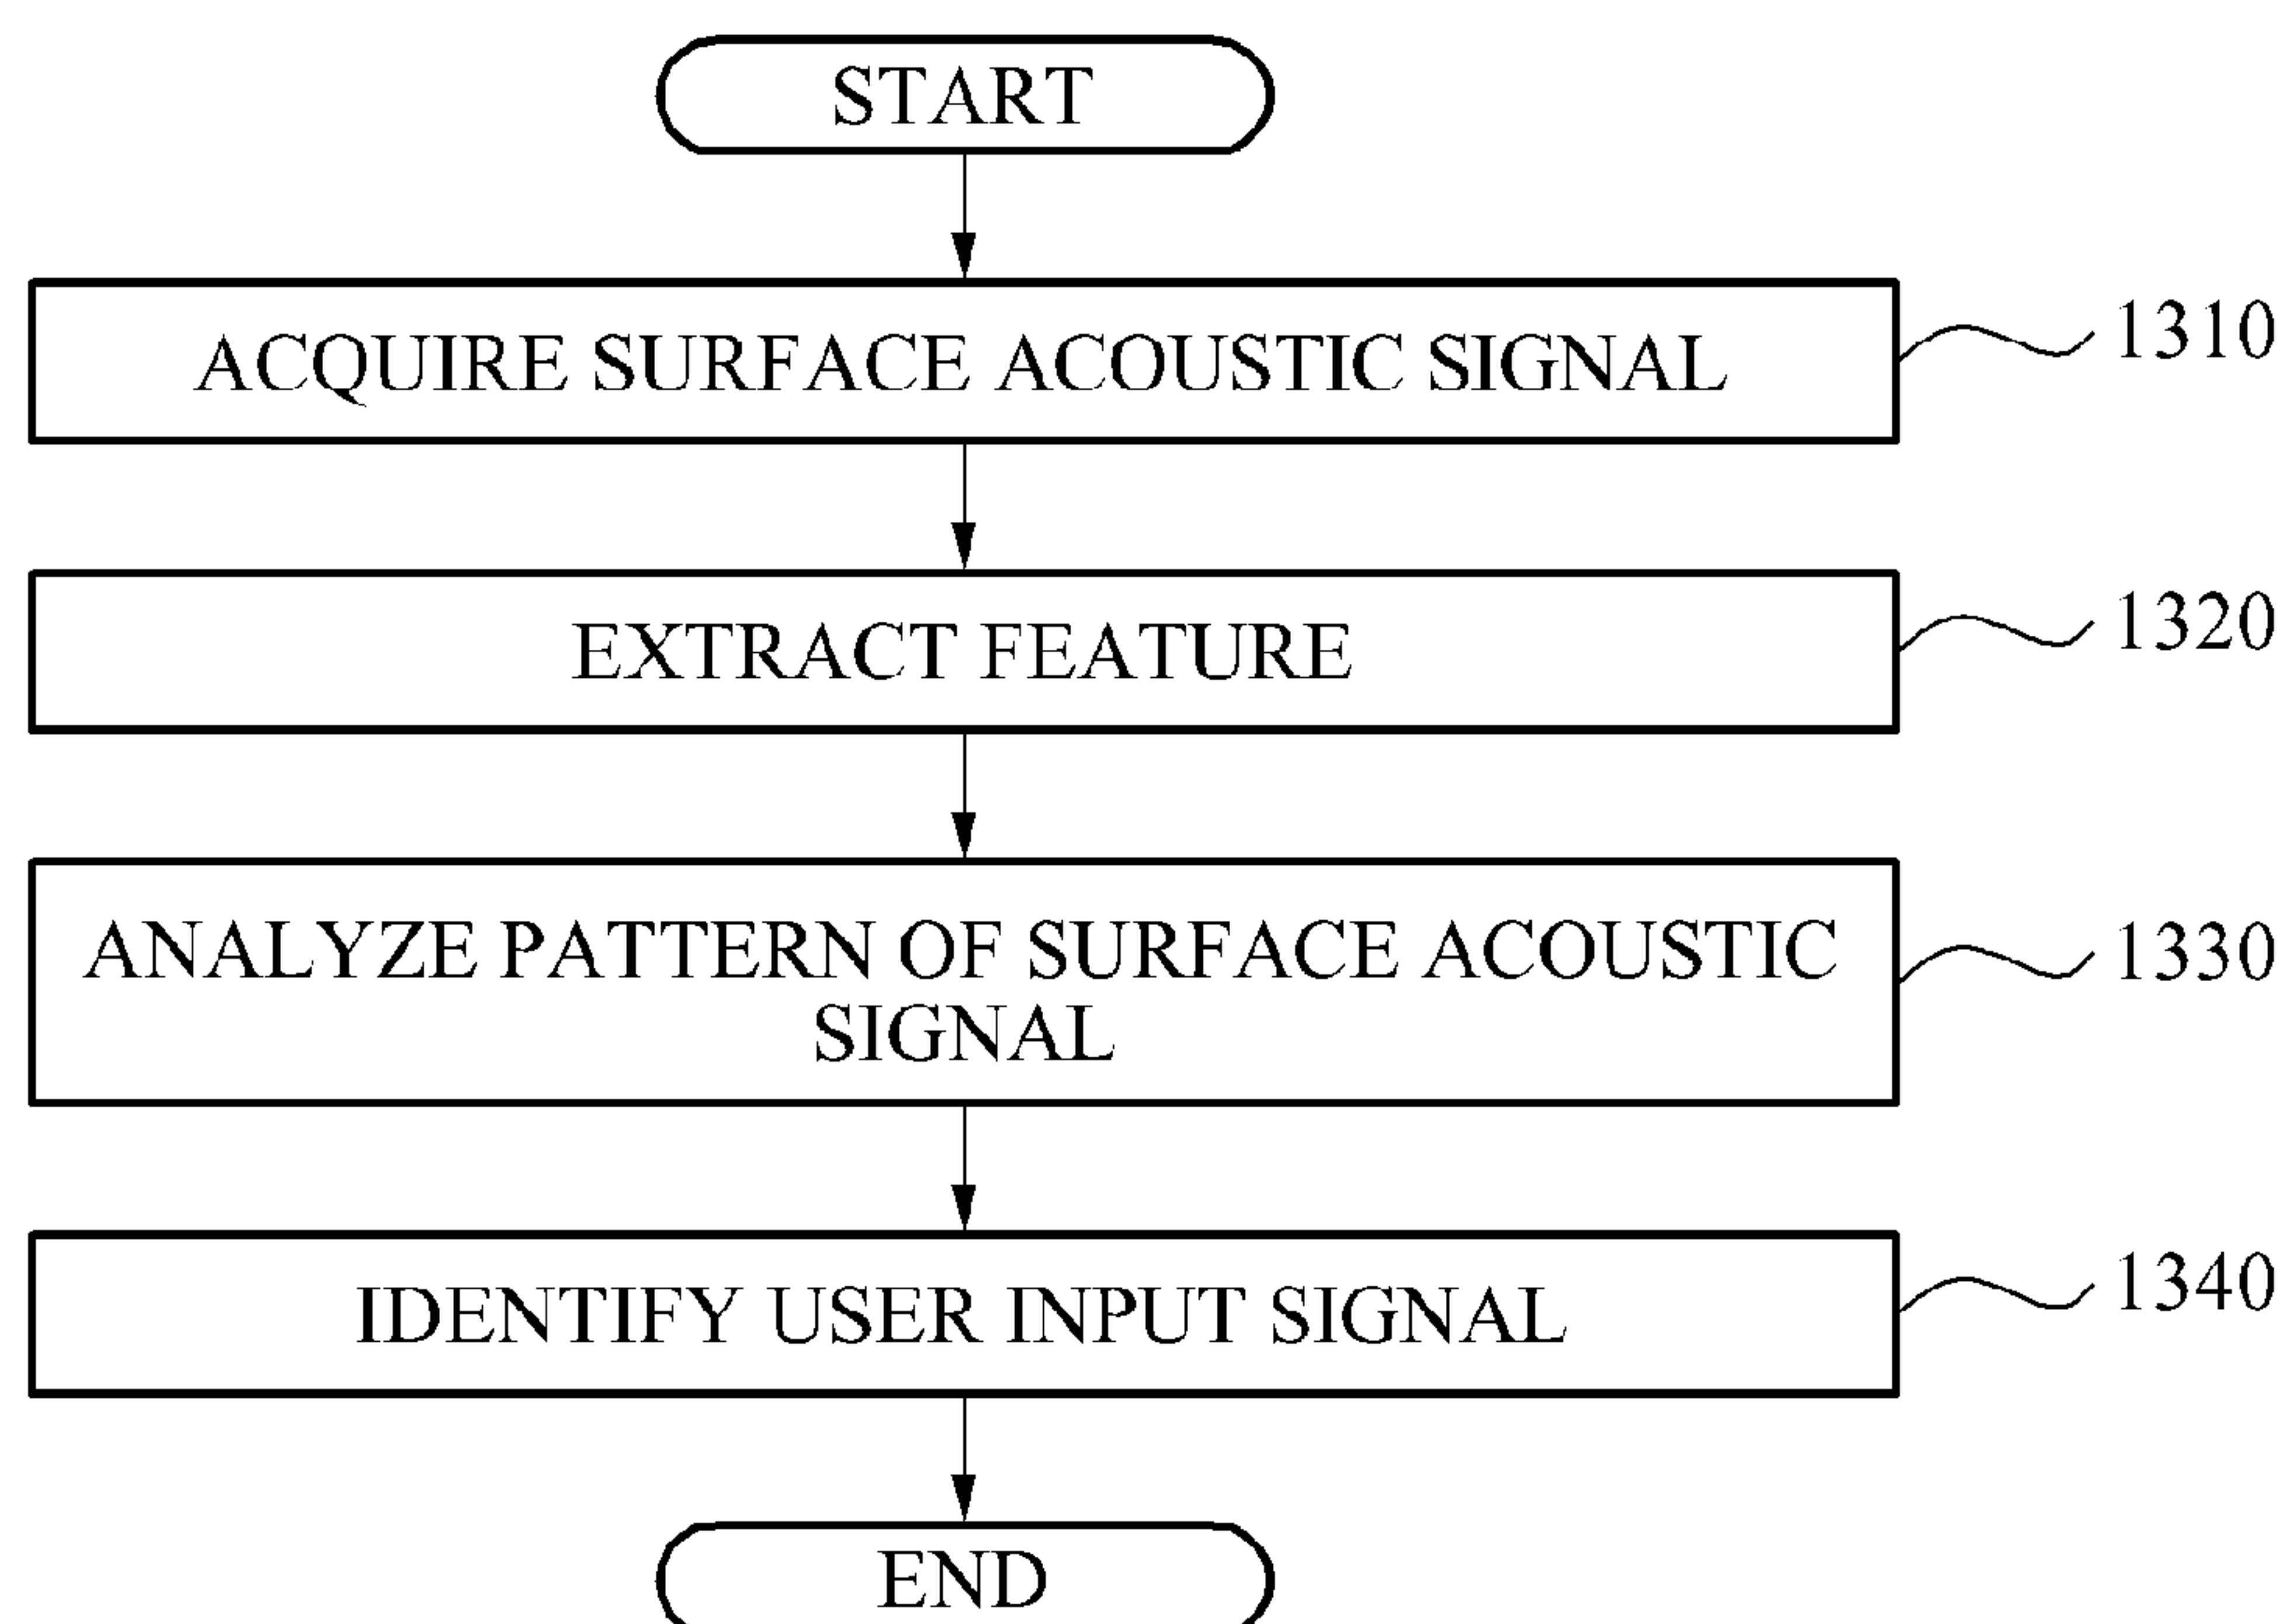 START
ACQUIRE SURFACE ACOUSTIC SIGNAL
1310
EXTRACT FEATURE
1320
ANALYZE PATTERN OF SURFACE ACOUSTIC
SIGNAL
1330
IDENTIFY USER INPUT SIGNAL
1340
END